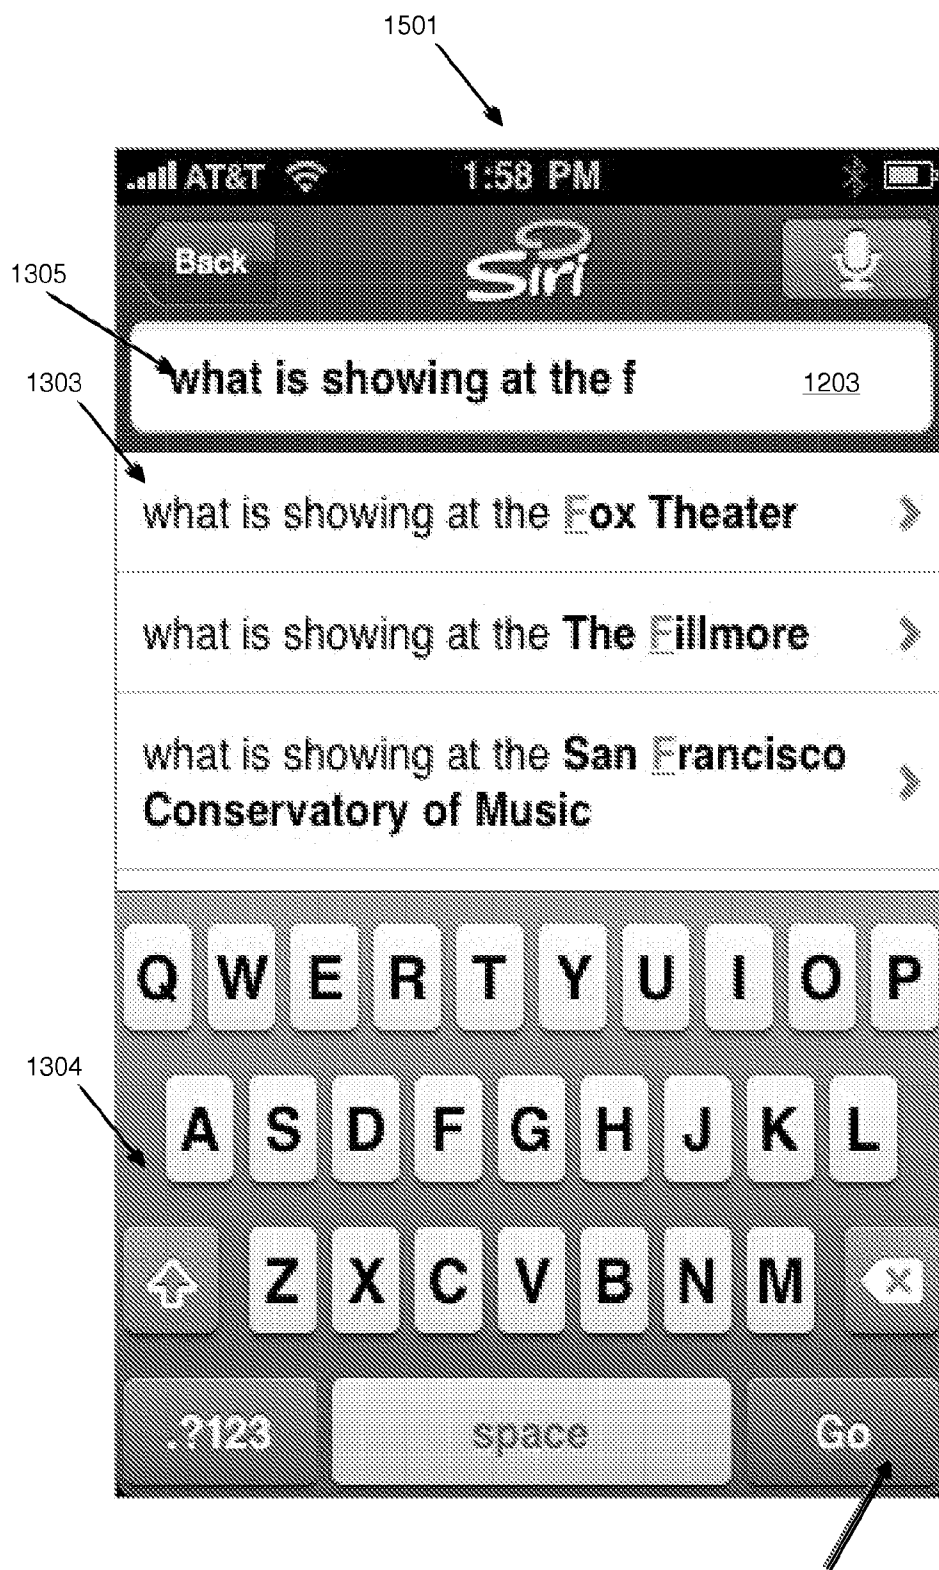 1501
AT&T 1:58 PM
Back Siri
1305
what is showing at the f 1203
1303
what is showing at the Fox Theater
what is showing at the The Fillmore
what is showing at the San Francisco
Conservatory of Music
Q W E R T Y U I O P
1304
A S D F G H J K L
Z X C V B N M
.?123 space Go